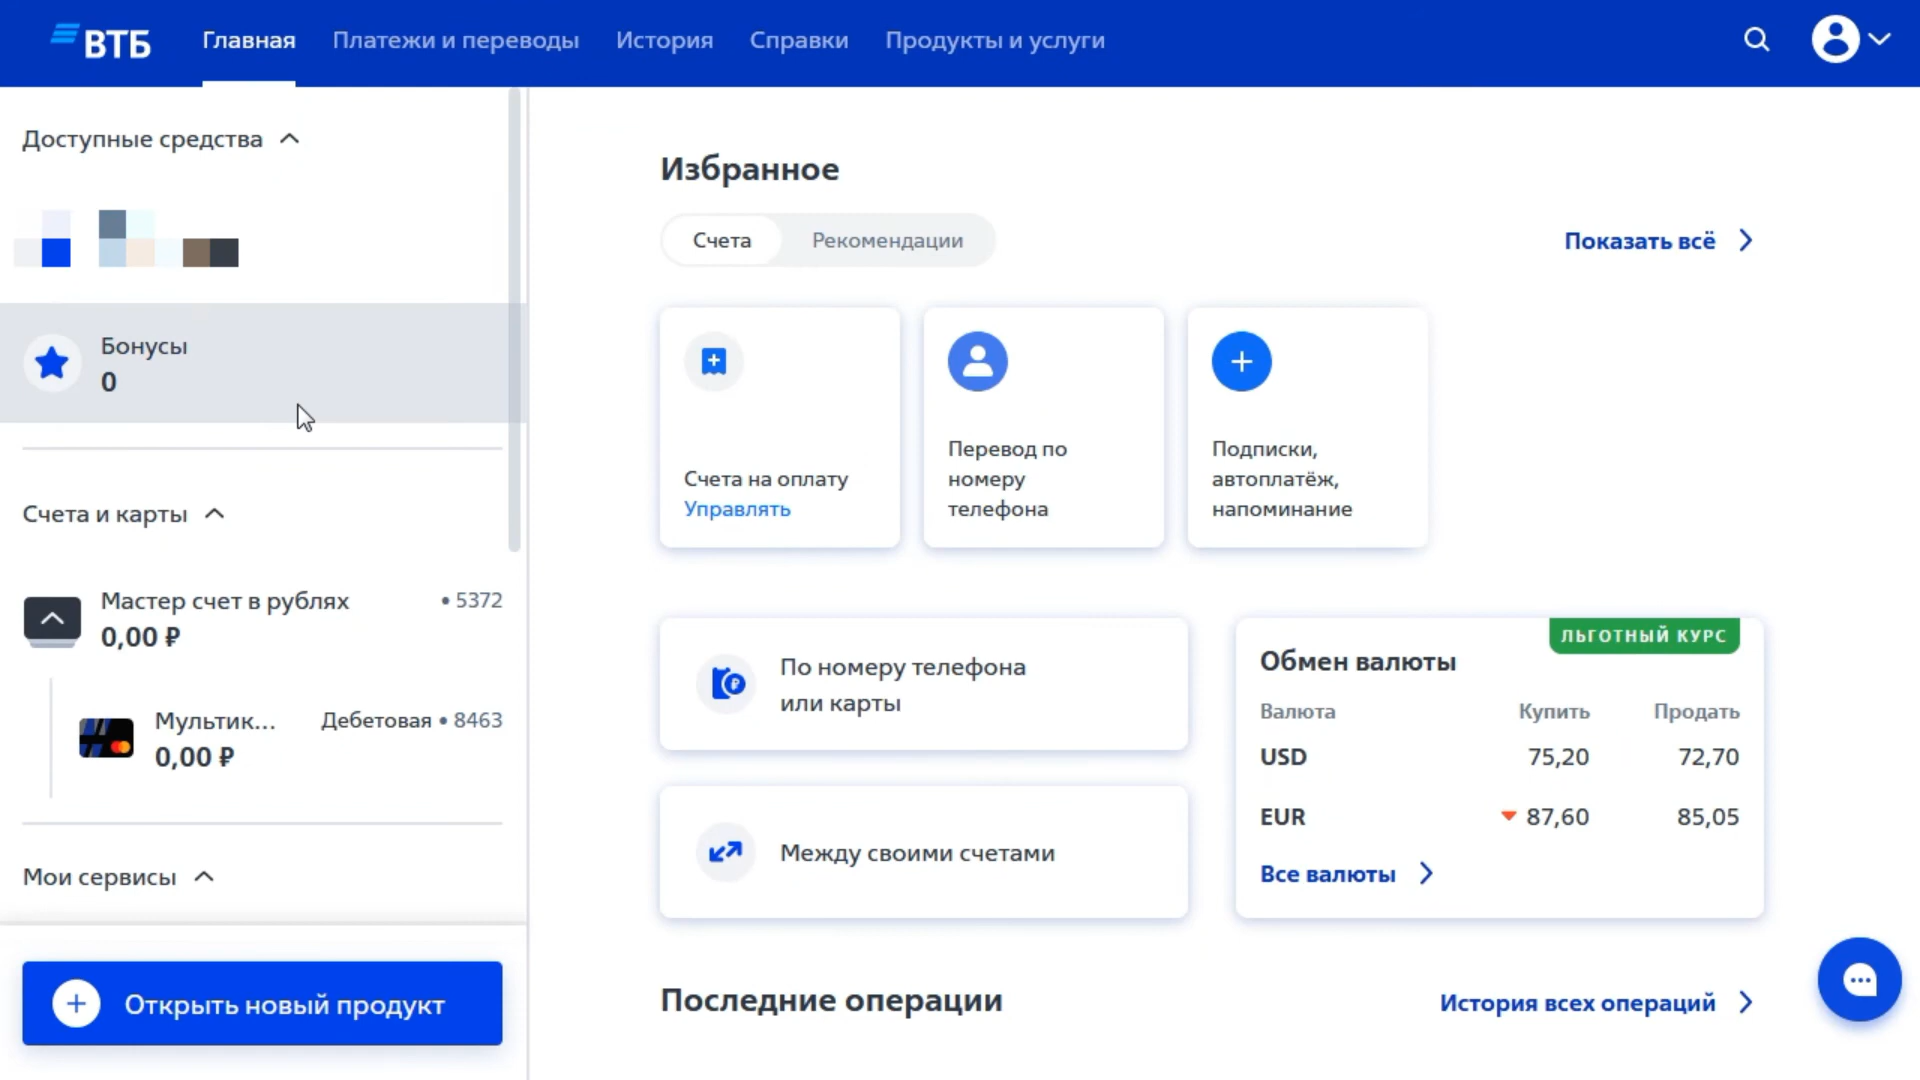 ВТБ
Главная
Платежи и переводы
История
Справки
Продукты и услуги
Доступные средства
Бонусы
0
Счета и карты
Мастер счет в рублях
• 5372
0,00 ₽
Мультик...
Дебетовая • 8463
0,00 ₽
Мои сервисы
Открыть новый продукт
Избранное
Счета
Рекомендации
Показать всё
Счета на оплату
Управлять
Перевод по
номеру
телефона
Подписки,
автоплатёж,
напоминание
По номеру телефона
или карты
Между своими счетами
ЛЬГОТНЫЙ КУРС
Обмен валюты
Валюта
Купить
Продать
USD
75,20
72,70
EUR
87,60
85,05
Все валюты
Последние операции
История всех операций